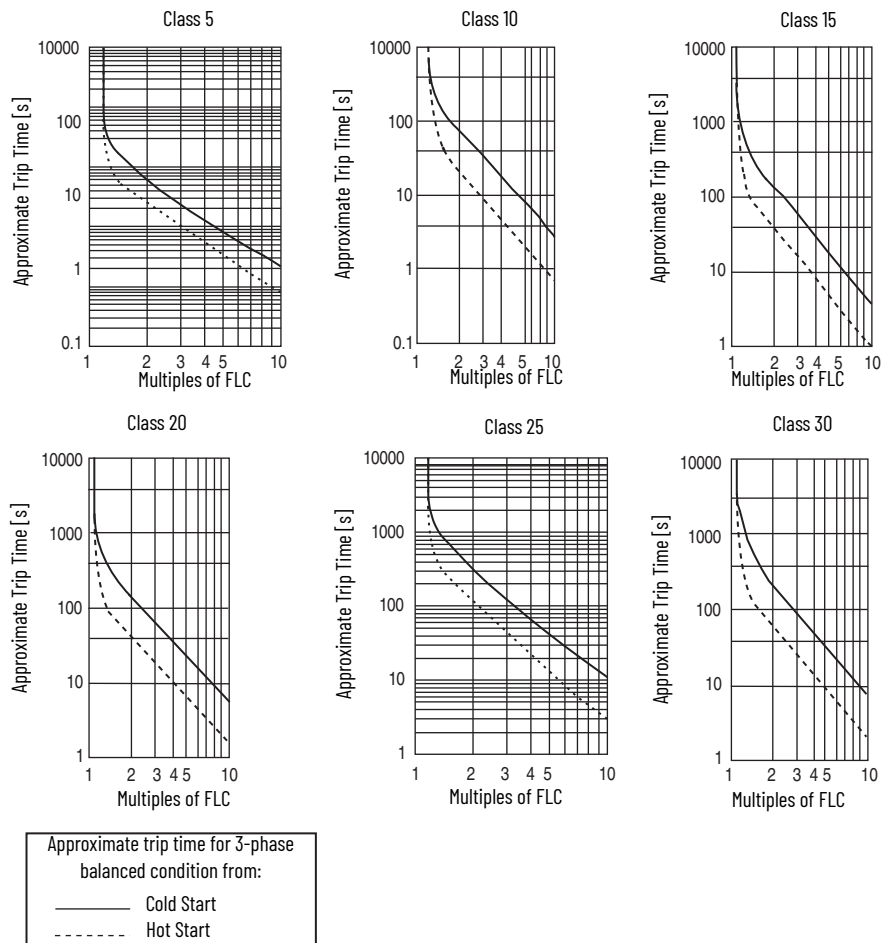 Class 5
10000
100
10
1
0.1
Approximate Trip Time [s]
1 2 3 4 5 10
Multiples of FLC
Class 10
10000
100
10
1
0.1
Approximate Trip Time [s]
1 2 3 4 5 10
Multiples of FLC
Class 15
10000
1000
100
10
1
Approximate Trip Time [s]
1 2 3 4 5 10
Multiples of FLC
Class 20
10000
1000
100
10
1
Approximate Trip Time [s]
1 2 3 4 5 10
Multiples of FLC
Class 25
10000
1000
100
10
1
Approximate Trip Time [s]
1 2 3 4 5 10
Multiples of FLC
Class 30
10000
1000
100
10
1
Approximate Trip Time [s]
1 2 3 4 5 10
Multiples of FLC
Approximate trip time for 3-phase
balanced condition from:
Cold Start
Hot Start